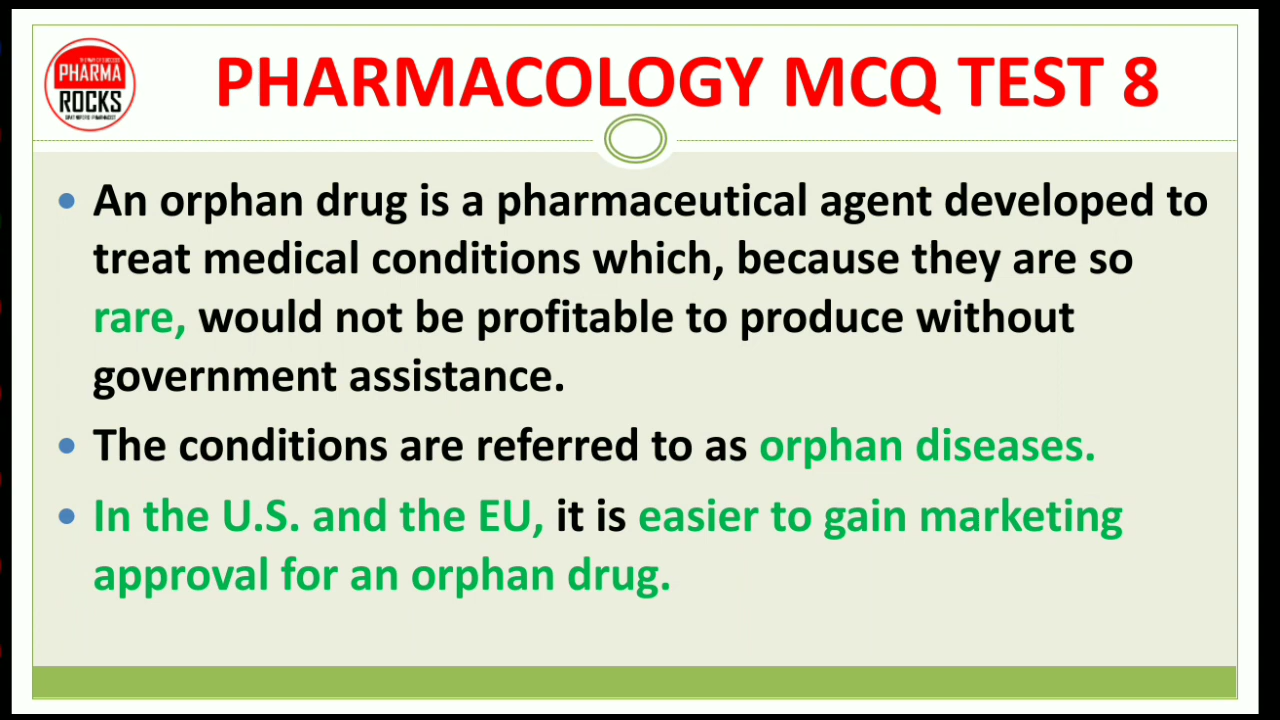 PHARMA
ROCKS
PHARMACOLOGY MCQ TEST 8
• An orphan drug is a pharmaceutical agent developed to
treat medical conditions which, because they are so
rare, would not be profitable to produce without
government assistance.
• The conditions are referred to as orphan diseases.
• In the U.S. and the EU, it is easier to gain marketing
approval for an orphan drug.